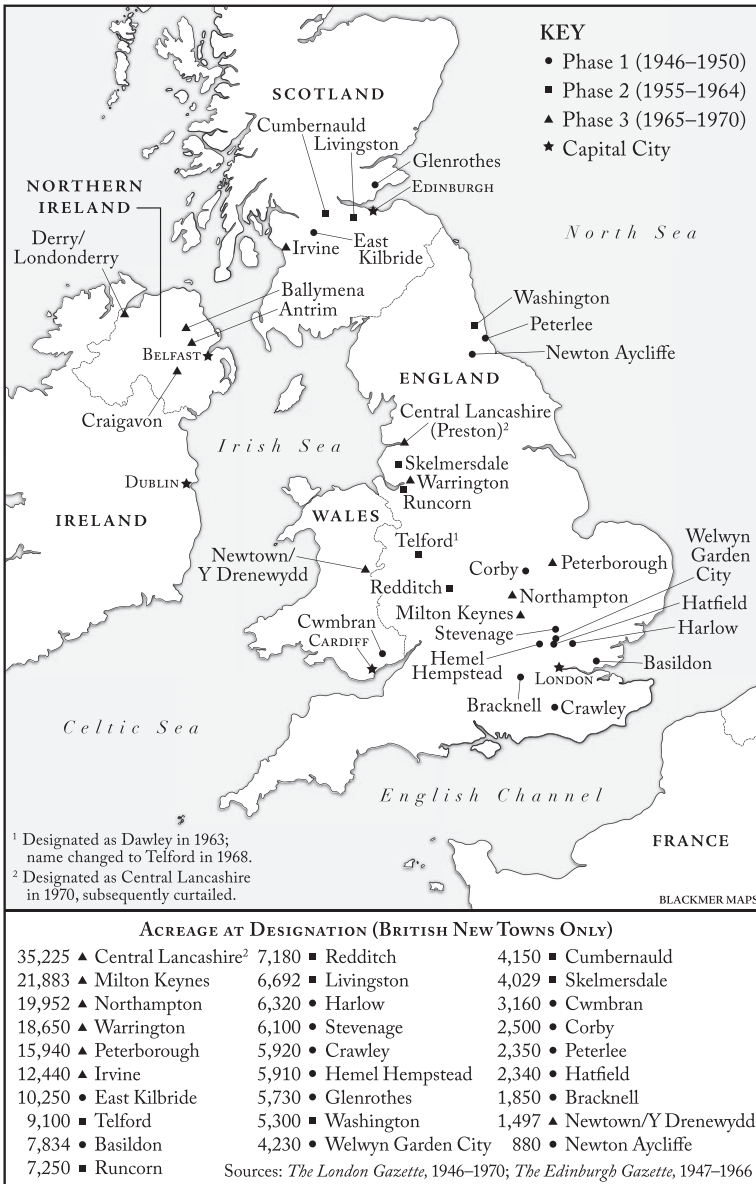 KEY
Phase 1 (1946–1950)
Phase 2 (1955–1964)
Phase 3 (1965–1970)
Capital City
SCOTLAND
Cumbernauld
Livingston
Glenrothes
EDINBURGH
NORTHERN
IRELAND
Derry/
Londonderry
North Sea
Irvine
East
Kilbride
Ballymena
Antrim
BELFAST
Craigavon
Washington
Peterlee
Newton Aycliffe
ENGLAND
Central Lancashire
(Preston)²
Irish Sea
Skelmersdale
Warrington
Runcorn
DUBLIN
IRELAND
WALES
Telford¹
Newtown/
Y Drenewydd
Redditch
Corby
Peterborough
Welwyn
Garden
City
Northampton
Milton Keynes
Hatfield
Stevenage
Harlow
Cwmbran
CARDIFF
Hemel
Hempstead
Basildon
LONDON
Bracknell
Crawley
Celtic Sea
English Channel
FRANCE
¹ Designated as Dawley in 1963;
name changed to Telford in 1968.
² Designated as Central Lancashire
in 1970, subsequently curtailed.
BLACKMER MAPS
ACREAGE AT DESIGNATION (BRITISH NEW TOWNS ONLY)
35,225 ▲ Central Lancashire²
21,883 ▲ Milton Keynes
19,952 ▲ Northampton
18,650 ▲ Warrington
15,940 ▲ Peterborough
12,440 ▲ Irvine
10,250 ● East Kilbride
9,100 ■ Telford
7,834 ● Basildon
7,250 ■ Runcorn
7,180 ■ Redditch
6,692 ■ Livingston
6,320 ● Harlow
6,100 ● Stevenage
5,920 ● Crawley
5,910 ● Hemel Hempstead
5,730 ● Glenrothes
5,300 ■ Washington
4,230 ● Welwyn Garden City
4,150 ■ Cumbernauld
4,029 ■ Skelmersdale
3,160 ● Cwmbran
2,500 ● Corby
2,350 ● Peterlee
2,340 ● Hatfield
1,850 ● Bracknell
1,497 ▲ Newtown/Y Drenewydd
880 ● Newton Aycliffe
Sources: The London Gazette, 1946–1970; The Edinburgh Gazette, 1947–1966